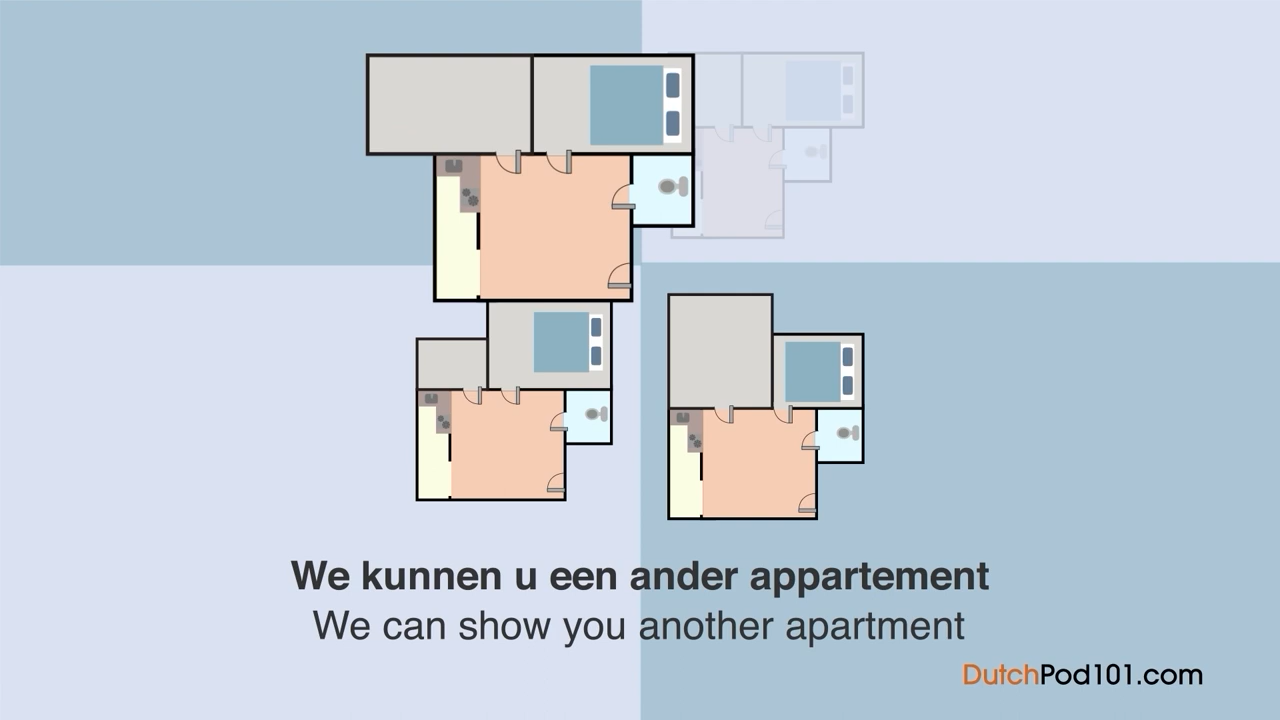 We kunnen u een ander appartement
We can show you another apartment
DutchPod101.com